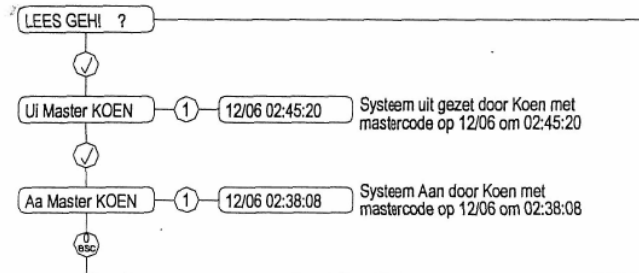 LEES GEH! ?
Ui Master KOEN
1
12/06 02:45:20
Systeem uit gezet door Koen met
mastercode op 12/06 om 02:45:20
Aa Master KOEN
1
12/06 02:38:08
Systeem Aan door Koen met
mastercode op 12/06 om 02:38:08
0
BSC